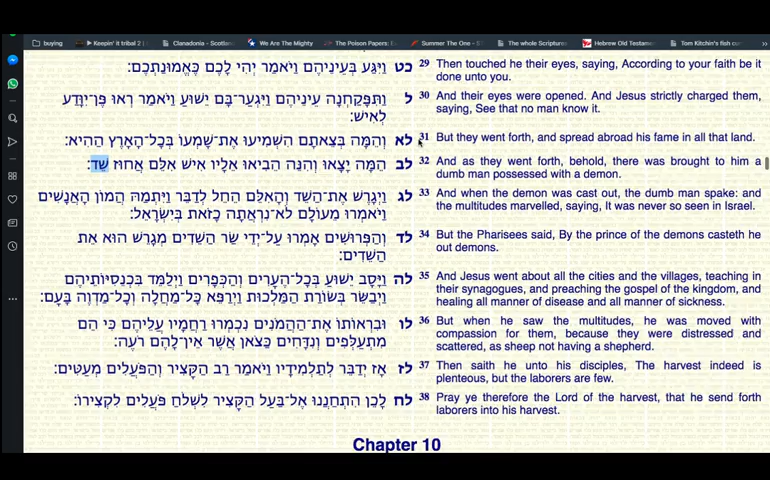 buying
Keepin' it tribal 2 |
Clanadonia - Scotlan
We Are The Mighty
The Poison Papers: E
Summer The One - S
The whole Scripture
Hebrew Old Testame
Tom Kitchin's fish cu
כט וַיִּגַּע בְּעֵינֵיהֶם וַיֹּאמַר יְהִי לָכֶם כֶּאֱמוּנַתְכֶם׃
29 Then touched he their eyes, saying, According to your faith be it
done unto you.
ל וַתִּפָּקַחְנָה עֵינֵיהֶם וַיִּגְעַר־בָּם יֵשׁוּעַ וַיֹּאמַר רְאוּ פֶּן־יִוָּדַע
לְאִישׁ׃
30 And their eyes were opened. And Jesus strictly charged them,
saying, See that no man know it.
לא וְהֵמָּה בְּצֵאתָם הִשְׁמִיעוּ אֶת־שָׁמְעוֹ בְּכָל־הָאָרֶץ הַהִיא׃
31 But they went forth, and spread abroad his fame in all that land.
לב הֵמָּה יָצָאוּ וְהִנֵּה הֵבִיאוּ אֵלָיו אִישׁ אִלֵּם אֲחוּז שֵׁד׃
32 And as they went forth, behold, there was brought to him a
dumb man possessed with a demon.
לג וַיְגָרֶשׁ אֶת־הַשֵּׁד וְהָאִלֵּם הֵחֵל לְדַבֵּר וַיִּתְמַהּ הֲמוֹן הָאֲנָשִׁים
וַיֹּאמְרוּ מֵעוֹלָם לֹא־נִרְאֲתָה כָזֹאת בְּיִשְׂרָאֵל׃
33 And when the demon was cast out, the dumb man spake: and
the multitudes marvelled, saying, It was never so seen in Israel.
לד וְהַפְּרוּשִׁים אָמְרוּ עַל־יְדֵי שַׂר הַשֵּׁדִים מְגָרֵשׁ הוּא אֵת
הַשֵּׁדִים׃
34 But the Pharisees said, By the prince of the demons casteth he
out demons.
לה וַיָּסָב יֵשׁוּעַ בְּכָל־הֶעָרִים וְהַכְּפָרִים וַיְלַמֵּד בִּכְנֵסִיּוֹתֵיהֶם
וַיְבַשֵּׂר בְּשׂוֹרַת הַמַּלְכוּת וַיְרַפֵּא כָּל־מַחֲלָה וְכָל־מַדְוֶה בָּעָם׃
35 And Jesus went about all the cities and the villages, teaching in
their synagogues, and preaching the gospel of the kingdom, and
healing all manner of disease and all manner of sickness.
לו וּבִרְאוֹתוֹ אֶת־הַהֲמֹנִים נִכְמְרוּ רַחֲמָיו עֲלֵיהֶם כִּי הֵם
מִתְעַלְּפִים וְנִדָּחִים כַּצֹּאן אֲשֶׁר אֵין־לָהֶם רֹעֶה׃
36 But when he saw the multitudes, he was moved with
compassion for them, because they were distressed and
scattered, as sheep not having a shepherd.
לז אָז יְדַבֵּר לְתַלְמִידָיו וַיֹּאמַר רַב הַקָּצִיר וְהַפֹּעֲלִים מְעַטִּים׃
37 Then saith he unto his disciples, The harvest indeed is
plenteous, but the laborers are few.
לח לָכֵן הִתְחַנֲנוּ אֶל־בַּעַל הַקָּצִיר לִשְׁלֹחַ פֹּעֲלִים לִקְצִירוֹ׃
38 Pray ye therefore the Lord of the harvest, that he send forth
laborers into his harvest.
Chapter 10